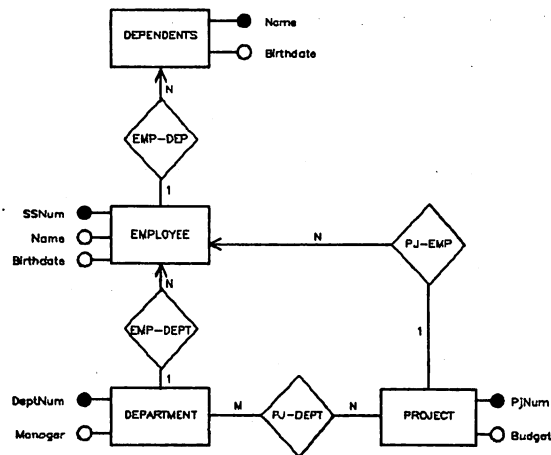 Name
DEPENDENTS
Birthdate
N
EMP-DEP
1
SSNum
Name
EMPLOYEE
Birthdate
N
PJ-EMP
N
EMP-DEPT
1
1
DeptNum
DEPARTMENT
Manager
M
PJ-DEPT
N
PROJECT
PjNum
Budget